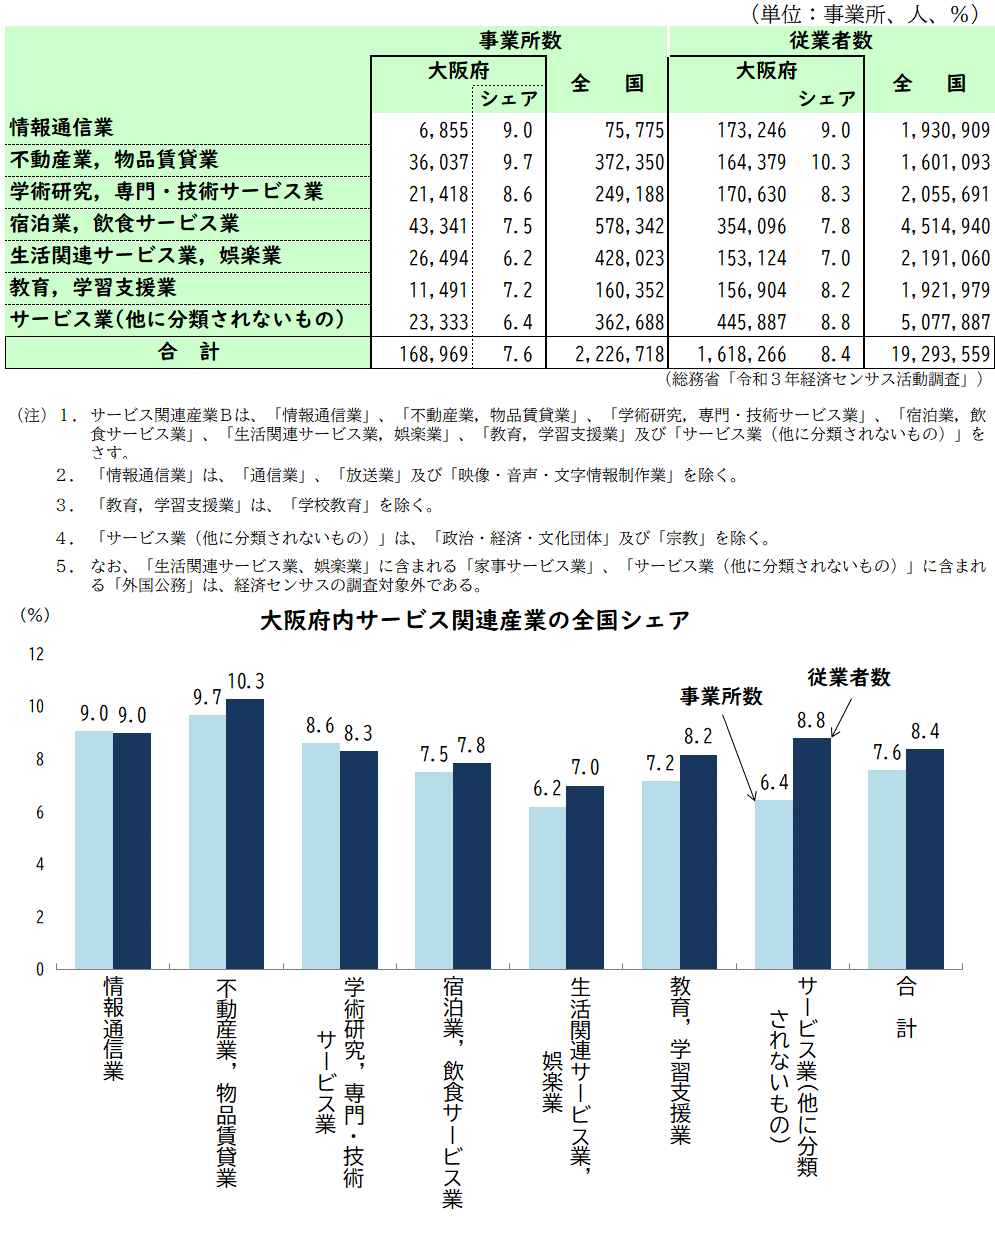 （単位：事業所、人、％）
事業所数 従業者数
大阪府 全　国 大阪府 全　国
シェア シェア
情報通信業 6,855 9.0 75,775 173,246 9.0 1,930,909
不動産業，物品賃貸業 36,037 9.7 372,350 164,379 10.3 1,601,093
学術研究，専門・技術サービス業 21,418 8.6 249,188 170,630 8.3 2,055,691
宿泊業，飲食サービス業 43,341 7.5 578,342 354,096 7.8 4,514,940
生活関連サービス業，娯楽業 26,494 6.2 428,023 153,124 7.0 2,191,060
教育，学習支援業 11,491 7.2 160,352 156,904 8.2 1,921,979
サービス業（他に分類されないもの） 23,333 6.4 362,688 445,887 8.8 5,077,887
合　計 168,969 7.6 2,226,718 1,618,266 8.4 19,293,559
（総務省「令和３年経済センサス活動調査」）
（注）１．サービス関連産業Ｂは、「情報通信業」、「不動産業，物品賃貸業」、「学術研究，専門・技術サービス業」、「宿泊業，飲
食サービス業」、「生活関連サービス業，娯楽業」、「教育，学習支援業」及び「サービス業（他に分類されないもの）」を
さす。
２．「情報通信業」は、「通信業」、「放送業」及び「映像・音声・文字情報制作業」を除く。
３．「教育，学習支援業」は、「学校教育」を除く。
４．「サービス業（他に分類されないもの）」は、「政治・経済・文化団体」及び「宗教」を除く。
５．なお、「生活関連サービス業、娯楽業」に含まれる「家事サービス業」、「サービス業（他に分類されないもの）」に含まれ
る「外国公務」は、経済センサスの調査対象外である。
（％）
大阪府内サービス関連産業の全国シェア
12
10
8
6
4
2
0
9.0 9.0
9.7 10.3
8.6 8.3
7.5 7.8
6.2 7.0
7.2 8.2
6.4 8.8
7.6 8.4
事業所数
従業者数
情報通信業
不動産業，物品賃貸業
学術研究，専門・技術
サービス業
宿泊業，飲食サービス業
生活関連サービス業，
娯楽業
教育，学習支援業
サービス業（他に分類
されないもの）
合　計